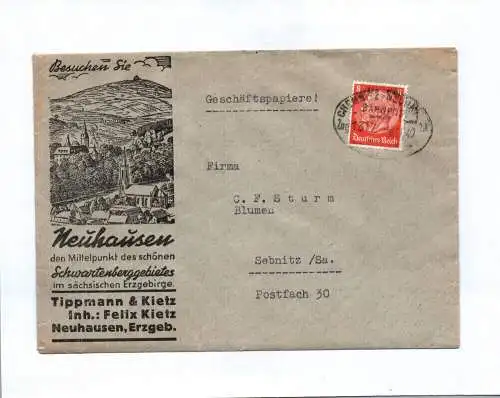 Besuchen Sie
Neuhausen
den Mittelpunkt des schönen
Schwartenberggebietes
im sächsischen Erzgebirge.
Tippmann & Kietz
Inh.: Felix Kietz
Neuhausen, Erzgeb.
Geschäftspapiere!
Deutsches Reich
Firma
C. F. Sturm
Blumen
Sebnitz /Sa.
Postfach 30